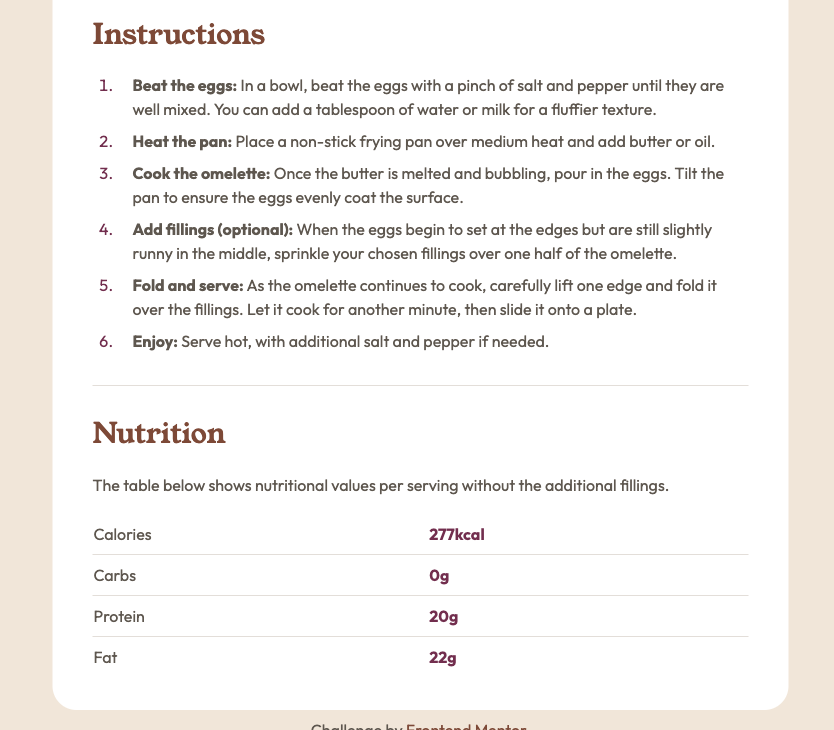 Instructions
1. Beat the eggs: In a bowl, beat the eggs with a pinch of salt and pepper until they are
well mixed. You can add a tablespoon of water or milk for a fluffier texture.
2. Heat the pan: Place a non-stick frying pan over medium heat and add butter or oil.
3. Cook the omelette: Once the butter is melted and bubbling, pour in the eggs. Tilt the
pan to ensure the eggs evenly coat the surface.
4. Add fillings (optional): When the eggs begin to set at the edges but are still slightly
runny in the middle, sprinkle your chosen fillings over one half of the omelette.
5. Fold and serve: As the omelette continues to cook, carefully lift one edge and fold it
over the fillings. Let it cook for another minute, then slide it onto a plate.
6. Enjoy: Serve hot, with additional salt and pepper if needed.
Nutrition
The table below shows nutritional values per serving without the additional fillings.
Calories 277kcal
Carbs 0g
Protein 20g
Fat 22g
Challenge by Frontend Mentor